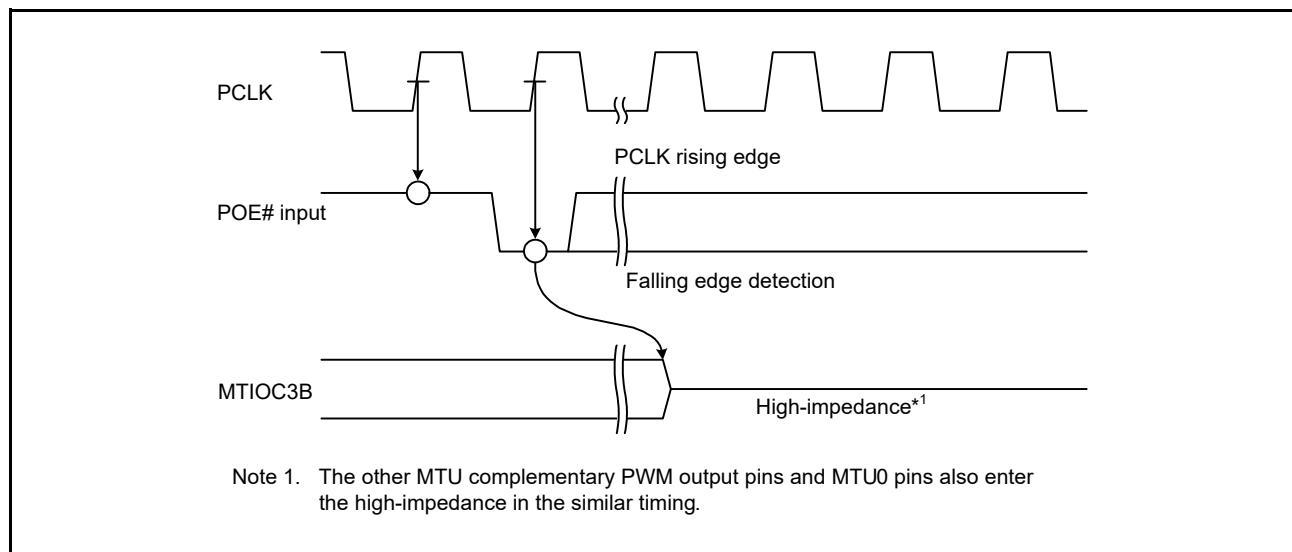 PCLK
PCLK rising edge
POE# input
Falling edge detection
MTIOC3B
High-impedance*1
Note 1. The other MTU complementary PWM output pins and MTU0 pins also enter
the high-impedance in the similar timing.